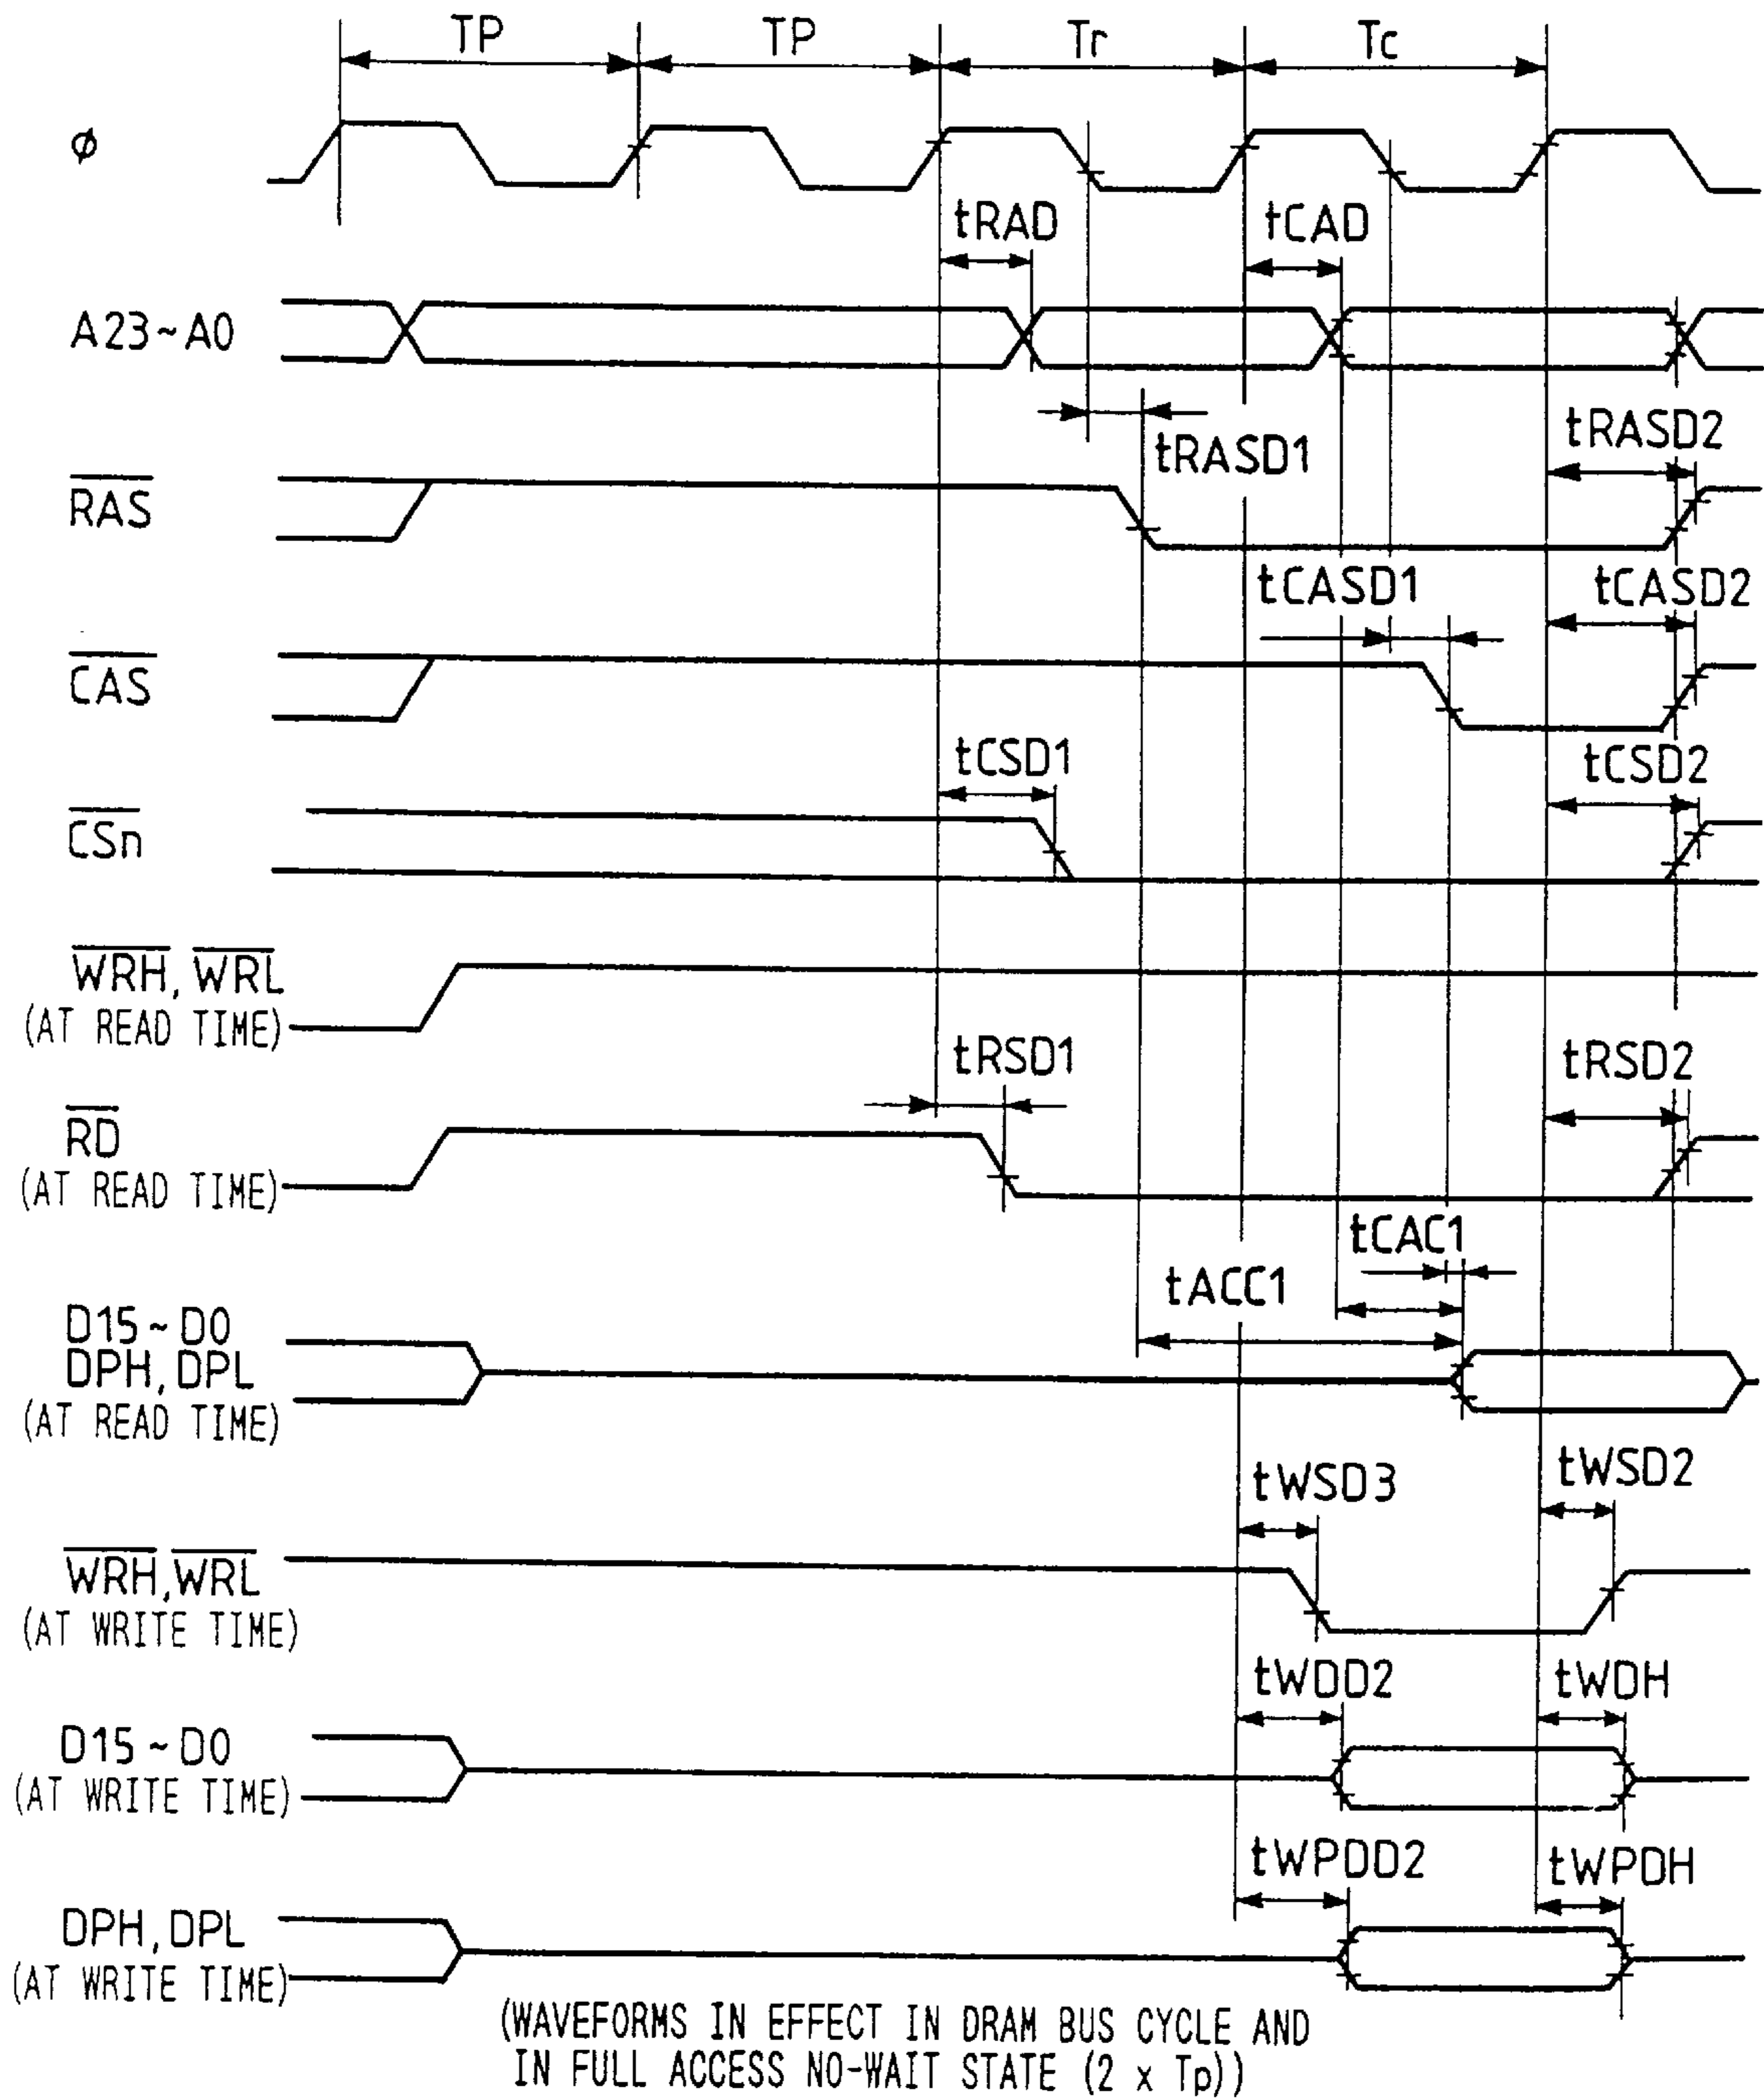 TP TP Tr Tc
ϕ
tRAD tCAD
A23~A0
tRASD1 tRASD2
RAS
tCASD1 tCASD2
CAS
tCSD1 tCSD2
CSn
WRH, WRL
(AT READ TIME)
tRSD1 tRSD2
RD
(AT READ TIME)
tCAC1
tACC1
D15~D0
DPH, DPL
(AT READ TIME)
tWSD3 tWSD2
WRH, WRL
(AT WRITE TIME)
tWDD2 tWDH
D15~D0
(AT WRITE TIME)
tWPDD2 tWPDH
DPH, DPL
(AT WRITE TIME)
(WAVEFORMS IN EFFECT IN DRAM BUS CYCLE AND
IN FULL ACCESS NO-WAIT STATE (2 x Tp))